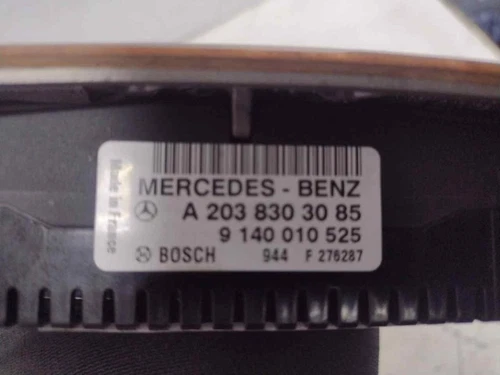 MERCEDES - BENZ
A 203 830 30 85
9 140 010 525
BOSCH 944 F 276287
Made in France